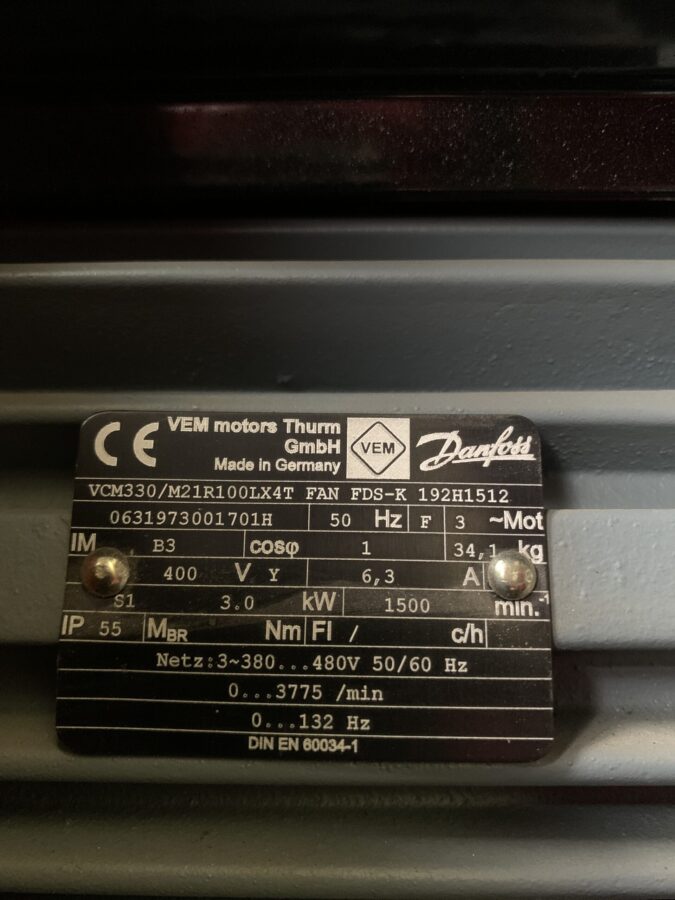 CE VEM motors Thurm
GmbH
Made in Germany
VEM
Danfoss
VCM330/M21R100LX4T FAN FDS-K 192H1512
0631973001701H 50 Hz F 3 ~Mot
IM B3 cosφ 1 34,1 kg
400 V Y 6,3 A
S1 3.0 kW 1500 min.-1
IP 55 MBR Nm Fl / c/h
Netz:3~380...480V 50/60 Hz
0...3775 /min
0...132 Hz
DIN EN 60034-1